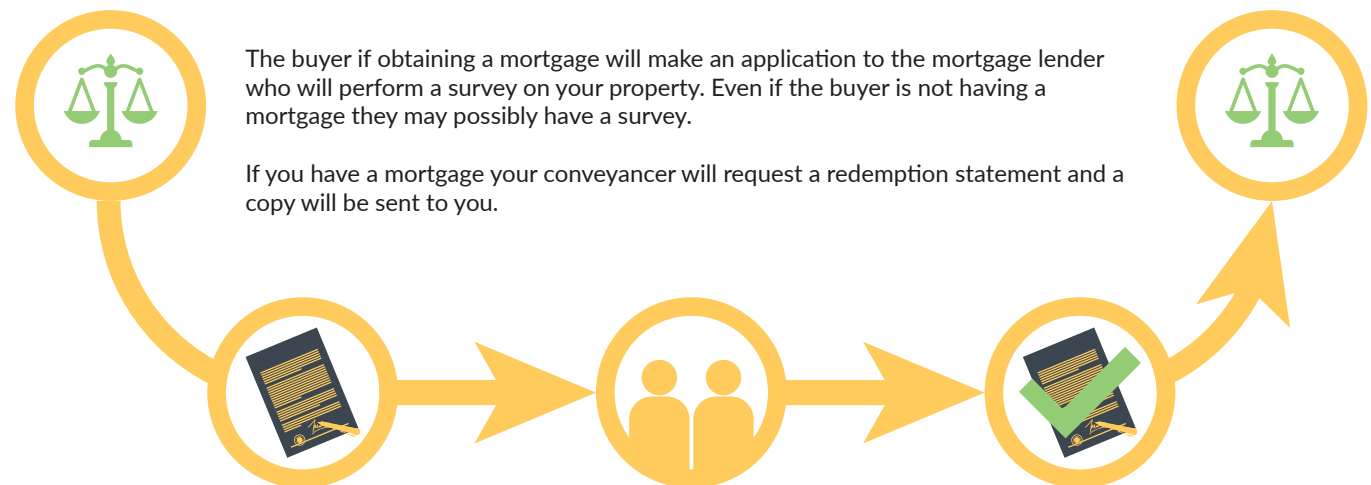 The buyer if obtaining a mortgage will make an application to the mortgage lender
who will perform a survey on your property. Even if the buyer is not having a
mortgage they may possibly have a survey.
If you have a mortgage your conveyancer will request a redemption statement and a
copy will be sent to you.